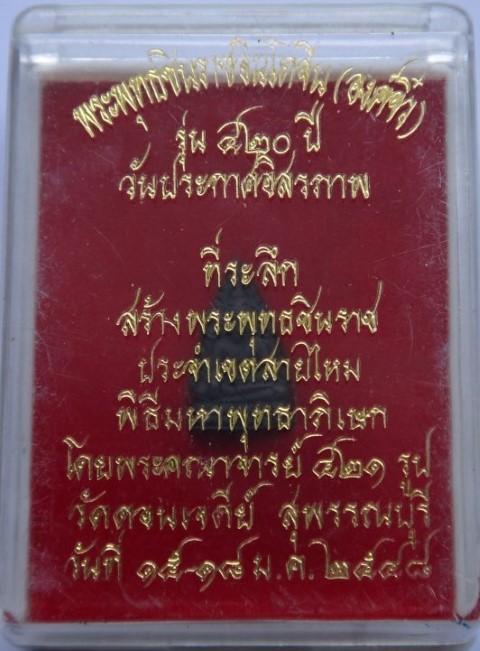 พระพุทธชินราชอินโดจีน (องค์จิ๋ว)
รุ่น ๔๒๐ ปี
วันประกาศอิสรภาพ
ที่ระลึก
สร้างพระพุทธชินราช
ประจำเขตสายไหม
พิธีมหาพุทธาภิเษก
โดยพระคณาจารย์ ๔๒๑ รูป
วัดดอนเจดีย์ สุพรรณบุรี
วันที่ ๑๕-๑๘ ม.ค. ๒๕๔๘